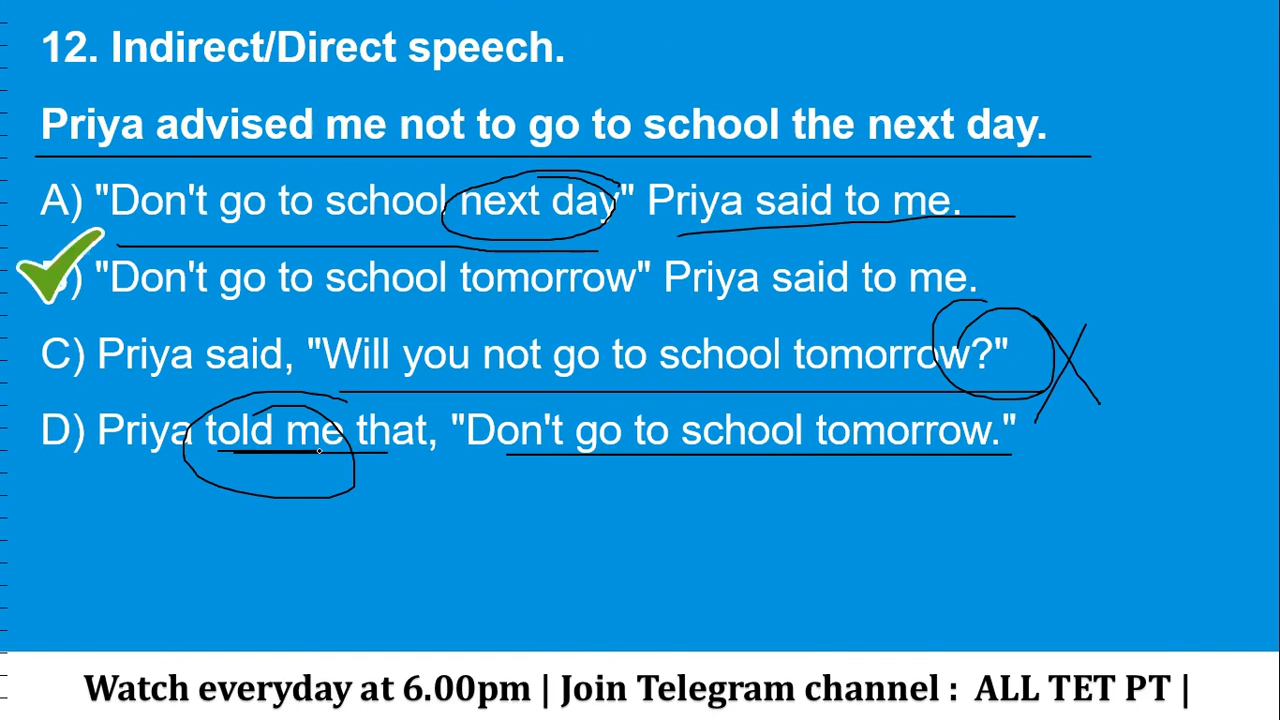 12. Indirect/Direct speech.
Priya advised me not to go to school the next day.
A) "Don't go to school next day" Priya said to me.
B) "Don't go to school tomorrow" Priya said to me.
C) Priya said, "Will you not go to school tomorrow?"
D) Priya told me that, "Don't go to school tomorrow."
Watch everyday at 6.00pm | Join Telegram channel : ALL TET PT |